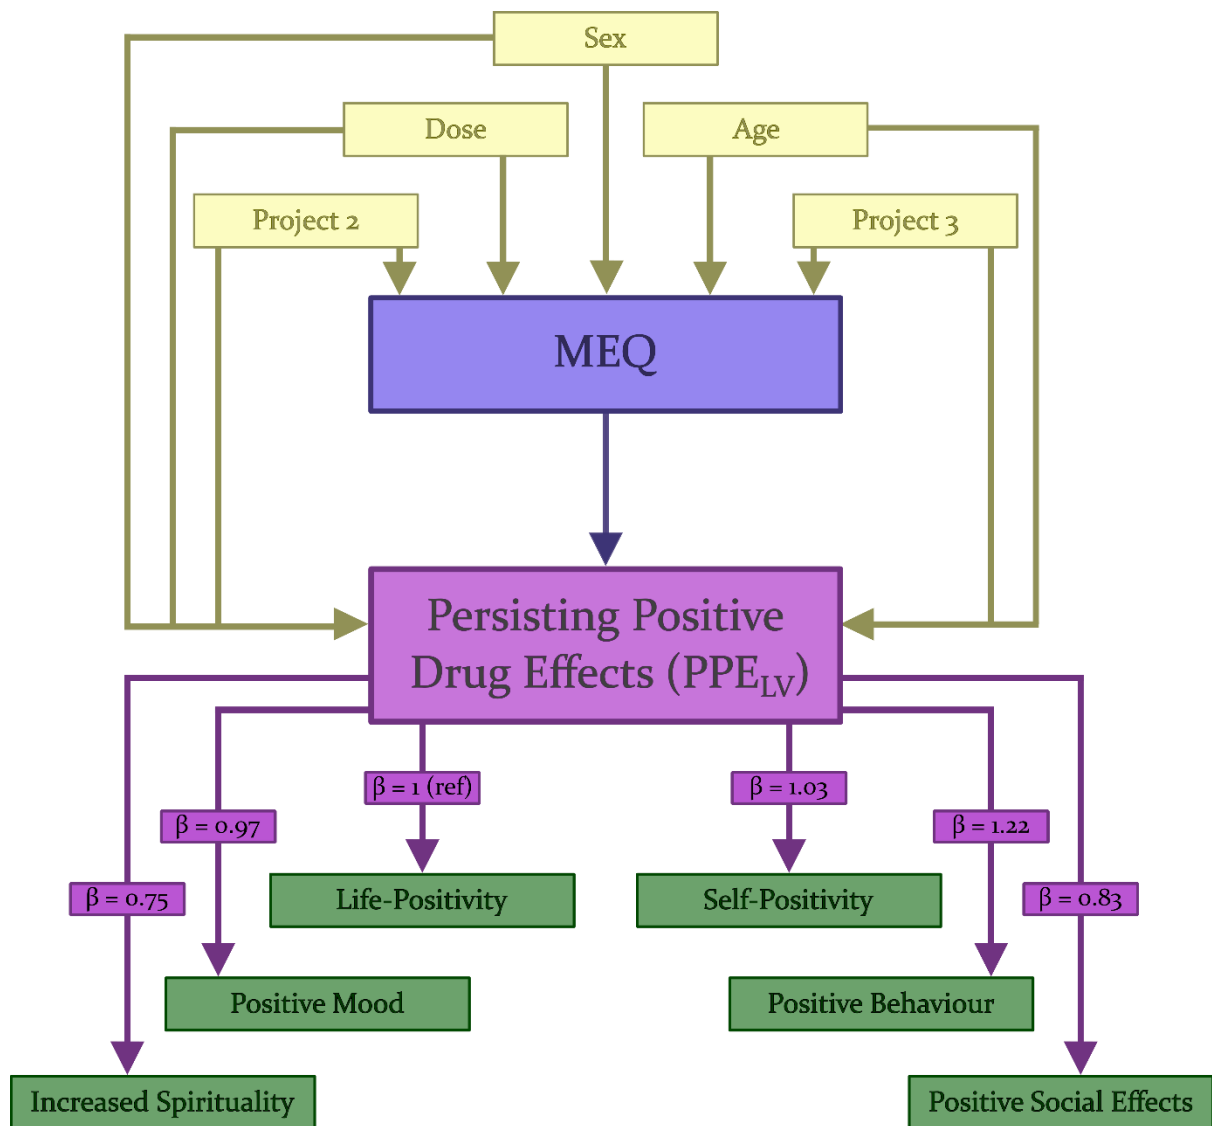 Sex
Dose
Age
Project 2
Project 3
MEQ
Persisting Positive
Drug Effects (PPELV)
β = 1 (ref)
β = 1.03
β = 0.97
β = 1.22
β = 0.75
β = 0.83
Life-Positivity
Self-Positivity
Positive Mood
Positive Behaviour
Increased Spirituality
Positive Social Effects